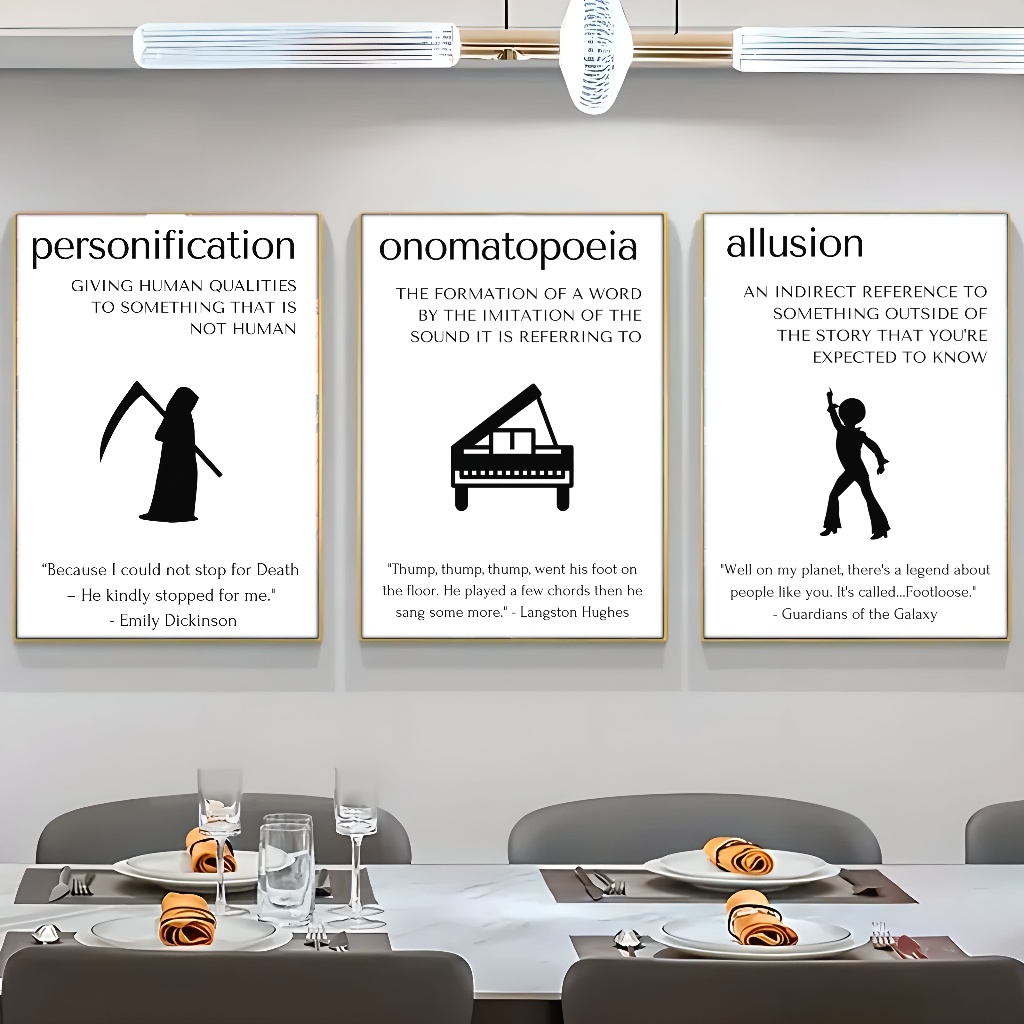 personification
GIVING HUMAN QUALITIES
TO SOMETHING THAT IS
NOT HUMAN
“Because I could not stop for Death
– He kindly stopped for me."
- Emily Dickinson
onomatopoeia
THE FORMATION OF A WORD
BY THE IMITATION OF THE
SOUND IT IS REFERRING TO
"Thump, thump, thump, went his foot on
the floor. He played a few chords then he
sang some more." - Langston Hughes
allusion
AN INDIRECT REFERENCE TO
SOMETHING OUTSIDE OF
THE STORY THAT YOU'RE
EXPECTED TO KNOW
"Well on my planet, there's a legend about
people like you. It's called...Footloose."
- Guardians of the Galaxy